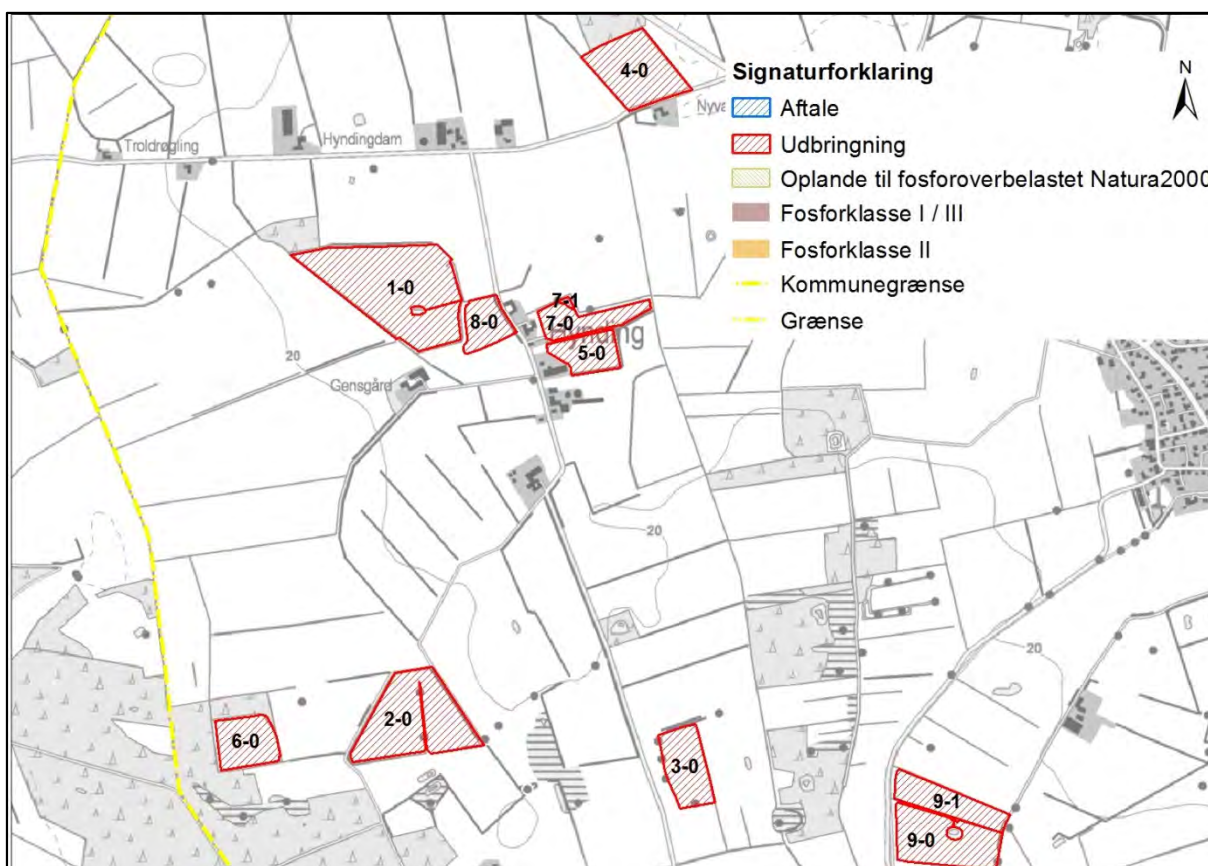 4-0
Signaturforklaring
N
Aftale
Nyva
Udbringning
Troldrøgling
Hyndingdam
Oplande til fosforoverbelastet Natura2000
Fosforklasse I / III
Fosforklasse II
Kommunegrænse
Grænse
1-0
7-1
8-0
7-0
Hynding
5-0
20
Gensgård
20
20
6-0
2-0
3-0
9-1
9-0